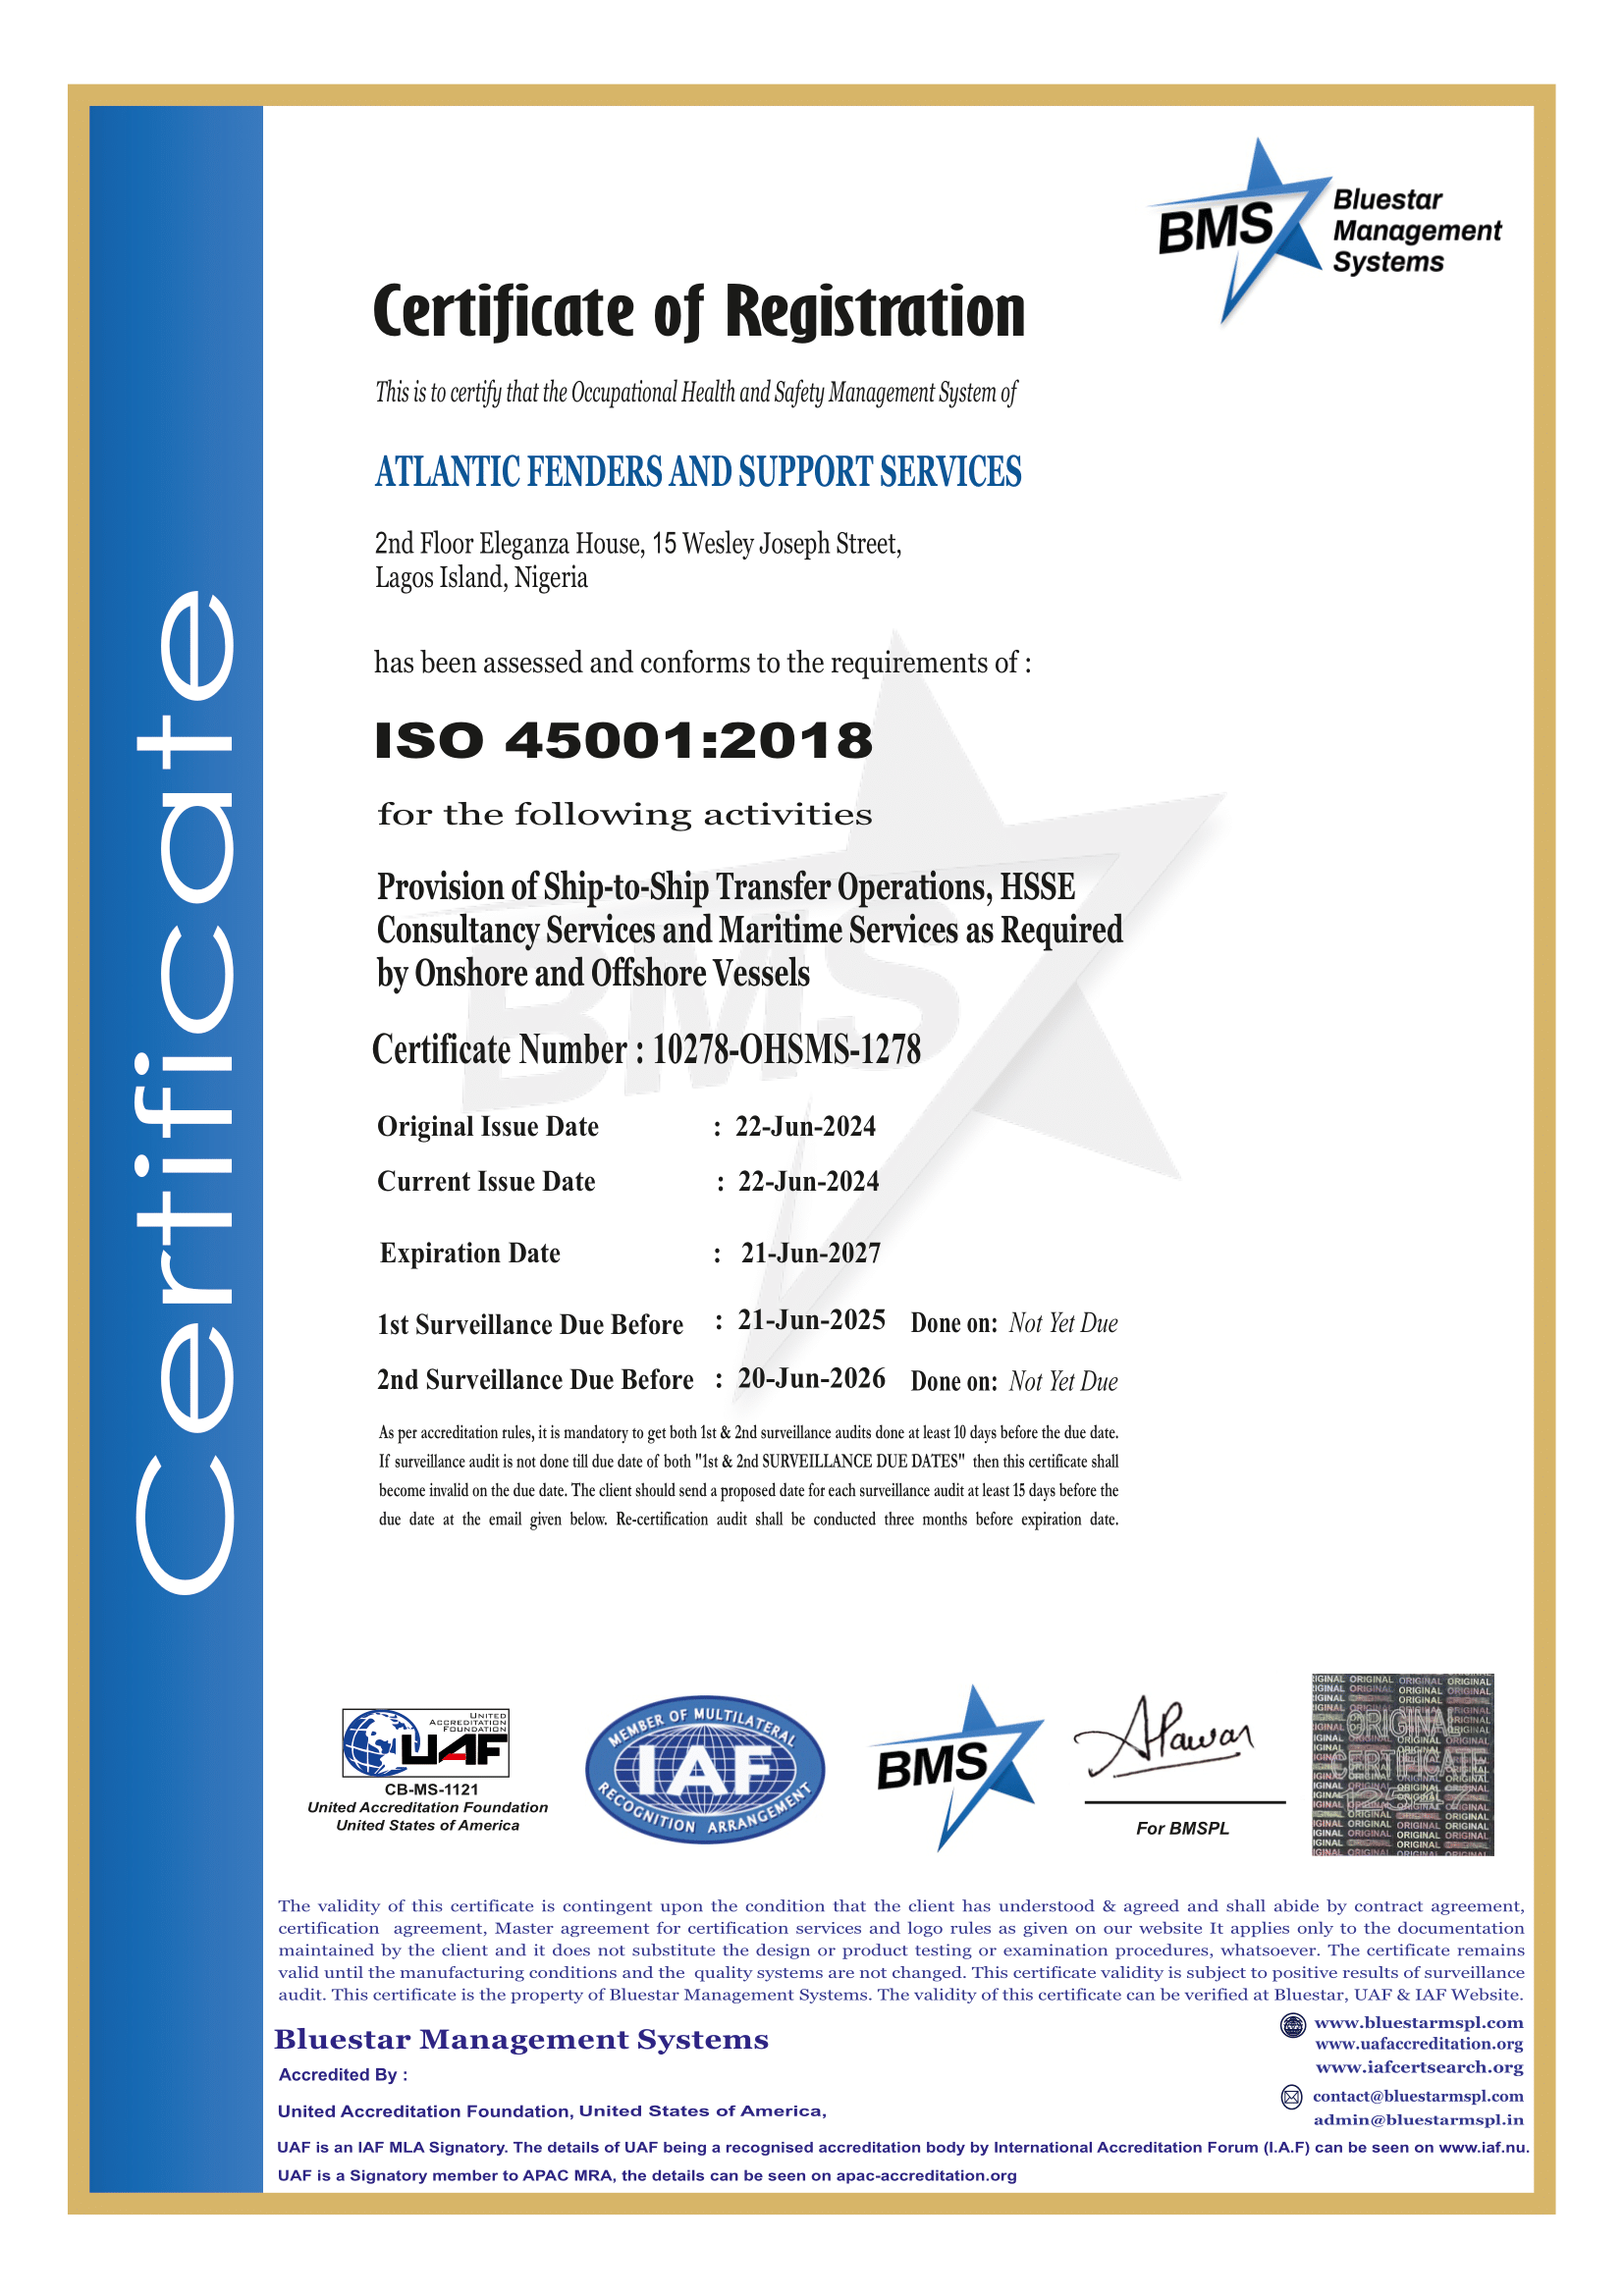 Certificate
BMS
Bluestar
Management
Systems
Certificate of Registration
This is to certify that the Occupational Health and Safety Management System of
ATLANTIC FENDERS AND SUPPORT SERVICES
2nd Floor Eleganza House, 15 Wesley Joseph Street,
Lagos Island, Nigeria
has been assessed and conforms to the requirements of :
ISO 45001:2018
for the following activities
Provision of Ship-to-Ship Transfer Operations, HSSE
Consultancy Services and Maritime Services as Required
by Onshore and Offshore Vessels
BMS
Certificate Number : 10278-OHSMS-1278
Original Issue Date : 22-Jun-2024
Current Issue Date : 22-Jun-2024
Expiration Date : 21-Jun-2027
1st Surveillance Due Before : 21-Jun-2025 Done on: Not Yet Due
2nd Surveillance Due Before : 20-Jun-2026 Done on: Not Yet Due
As per accreditation rules, it is mandatory to get both 1st & 2nd surveillance audits done at least 10 days before the due date.
If surveillance audit is not done till due date of both "1st & 2nd SURVEILLANCE DUE DATES" then this certificate shall
become invalid on the due date. The client should send a proposed date for each surveillance audit at least 15 days before the
due date at the email given below. Re-certification audit shall be conducted three months before expiration date.
UNITED
ACCREDITATION
FOUNDATION
UAF
CB-MS-1121
United Accreditation Foundation
United States of America
MEMBER OF MULTILATERAL
IAF
RECOGNITION ARRANGEMENT
BMS
APawar
For BMSPL
ORIGINAL
CERTIFICATE
The validity of this certificate is contingent upon the condition that the client has understood & agreed and shall abide by contract agreement,
certification agreement, Master agreement for certification services and logo rules as given on our website It applies only to the documentation
maintained by the client and it does not substitute the design or product testing or examination procedures, whatsoever. The certificate remains
valid until the manufacturing conditions and the quality systems are not changed. This certificate validity is subject to positive results of surveillance
audit. This certificate is the property of Bluestar Management Systems. The validity of this certificate can be verified at Bluestar, UAF & IAF Website.
Bluestar Management Systems
Accredited By :
United Accreditation Foundation, United States of America,
www.bluestarmspl.com
www.uafaccreditation.org
www.iafcertsearch.org
contact@bluestarmspl.com
admin@bluestarmspl.in
UAF is an IAF MLA Signatory. The details of UAF being a recognised accreditation body by International Accreditation Forum (I.A.F) can be seen on www.iaf.nu.
UAF is a Signatory member to APAC MRA, the details can be seen on apac-accreditation.org